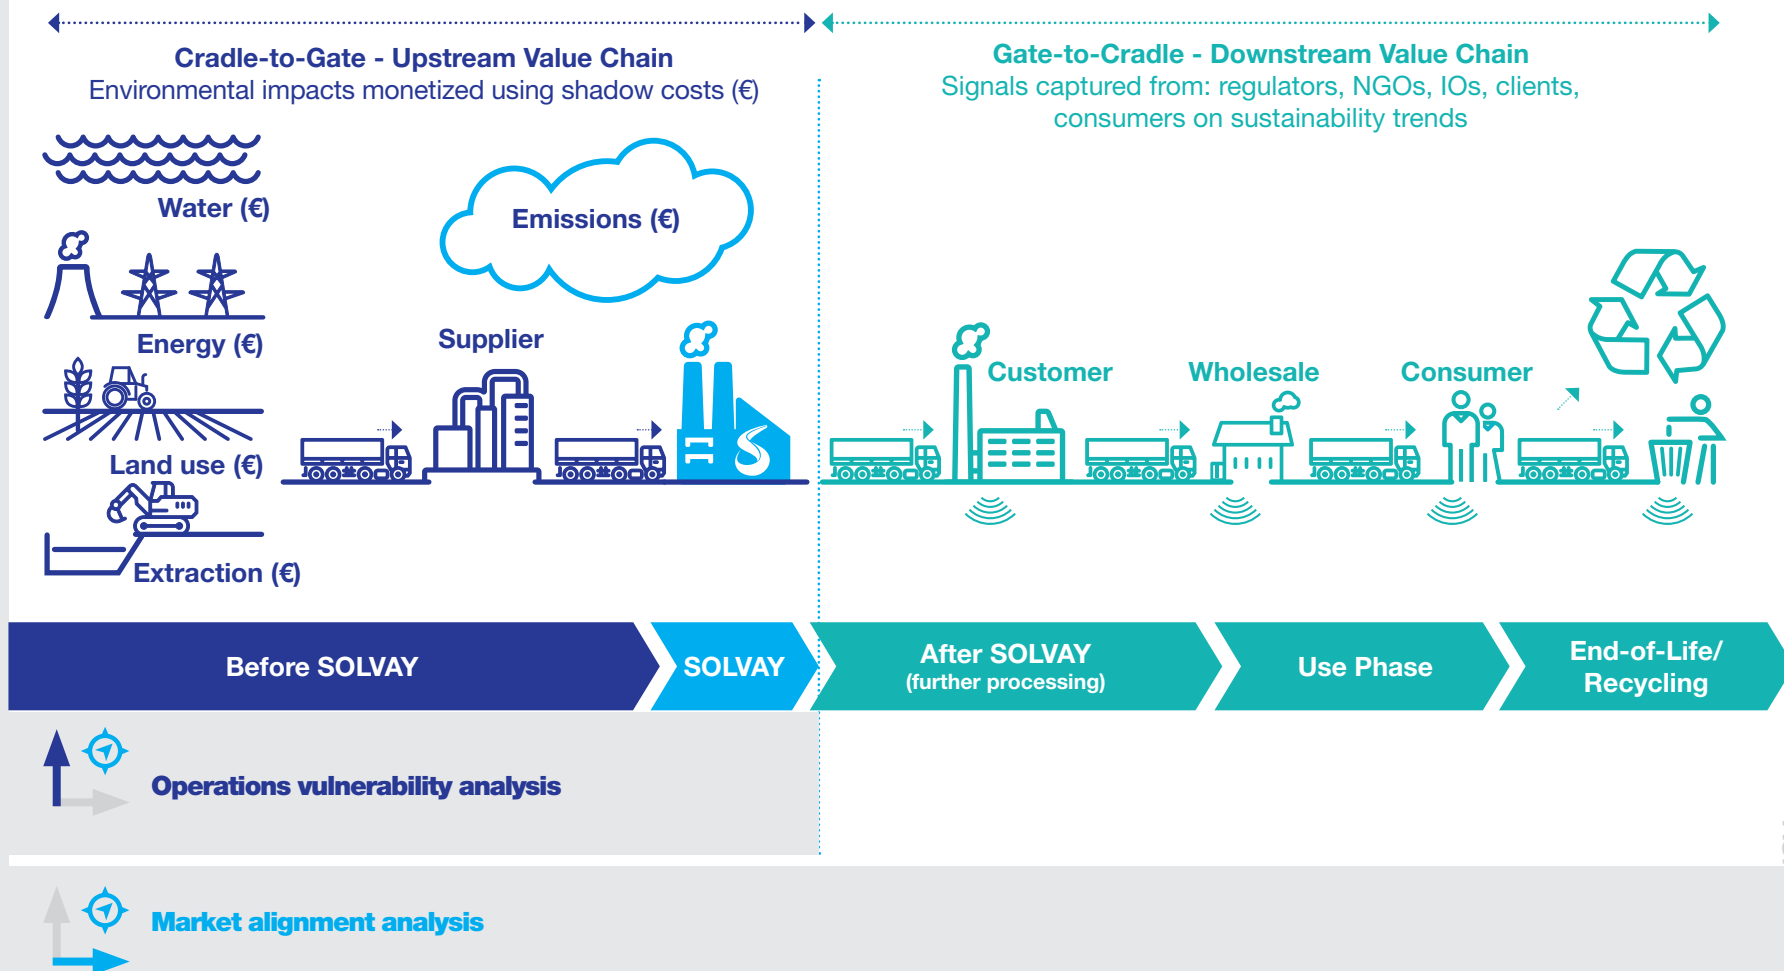 Cradle-to-Gate - Upstream Value Chain
Environmental impacts monetized using shadow costs (€)
Gate-to-Cradle - Downstream Value Chain
Signals captured from: regulators, NGOs, IOs, clients,
consumers on sustainability trends
Water (€)
Emissions (€)
Energy (€)
Supplier
Customer
Wholesale
Consumer
Land use (€)
Extraction (€)
Before SOLVAY
SOLVAY
After SOLVAY
(further processing)
Use Phase
End-of-Life/
Recycling
Operations vulnerability analysis
Market alignment analysis